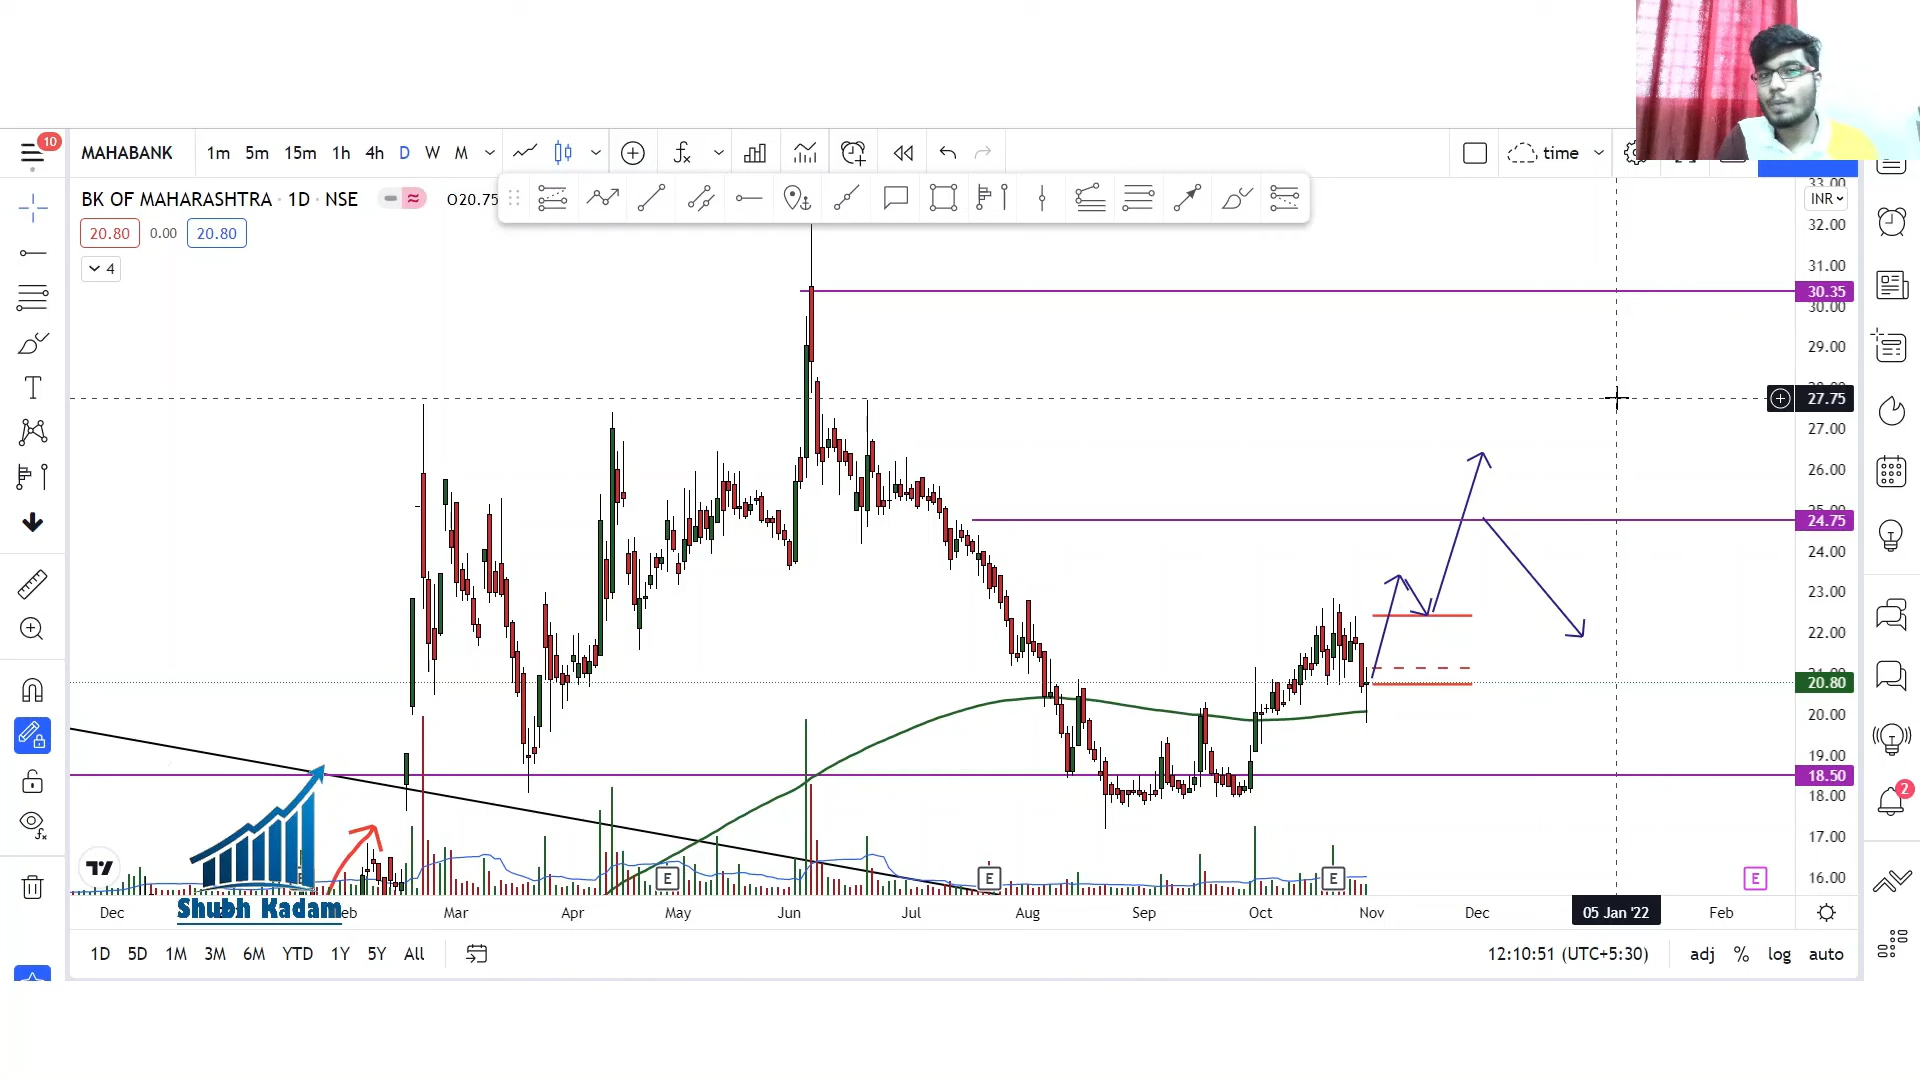 10
MAHABANK 1m 5m 15m 1h 4h D W M time
BK OF MAHARASHTRA · 1D · NSE O20.75
20.80 0.00 20.80
4
INR
33.00
32.00
31.00
30.35
30.00
29.00
27.75
27.00
26.00
24.75
24.00
23.00
22.00
20.80
20.00
19.00
18.50
18.00
17.00
16.00
2
E E E E
Shubh Kadam
Dec Mar Apr May Jun Jul Aug Sep Oct Nov Dec 05 Jan '22 Feb
1D 5D 1M 3M 6M YTD 1Y 5Y All 12:10:51 (UTC+5:30) adj % log auto